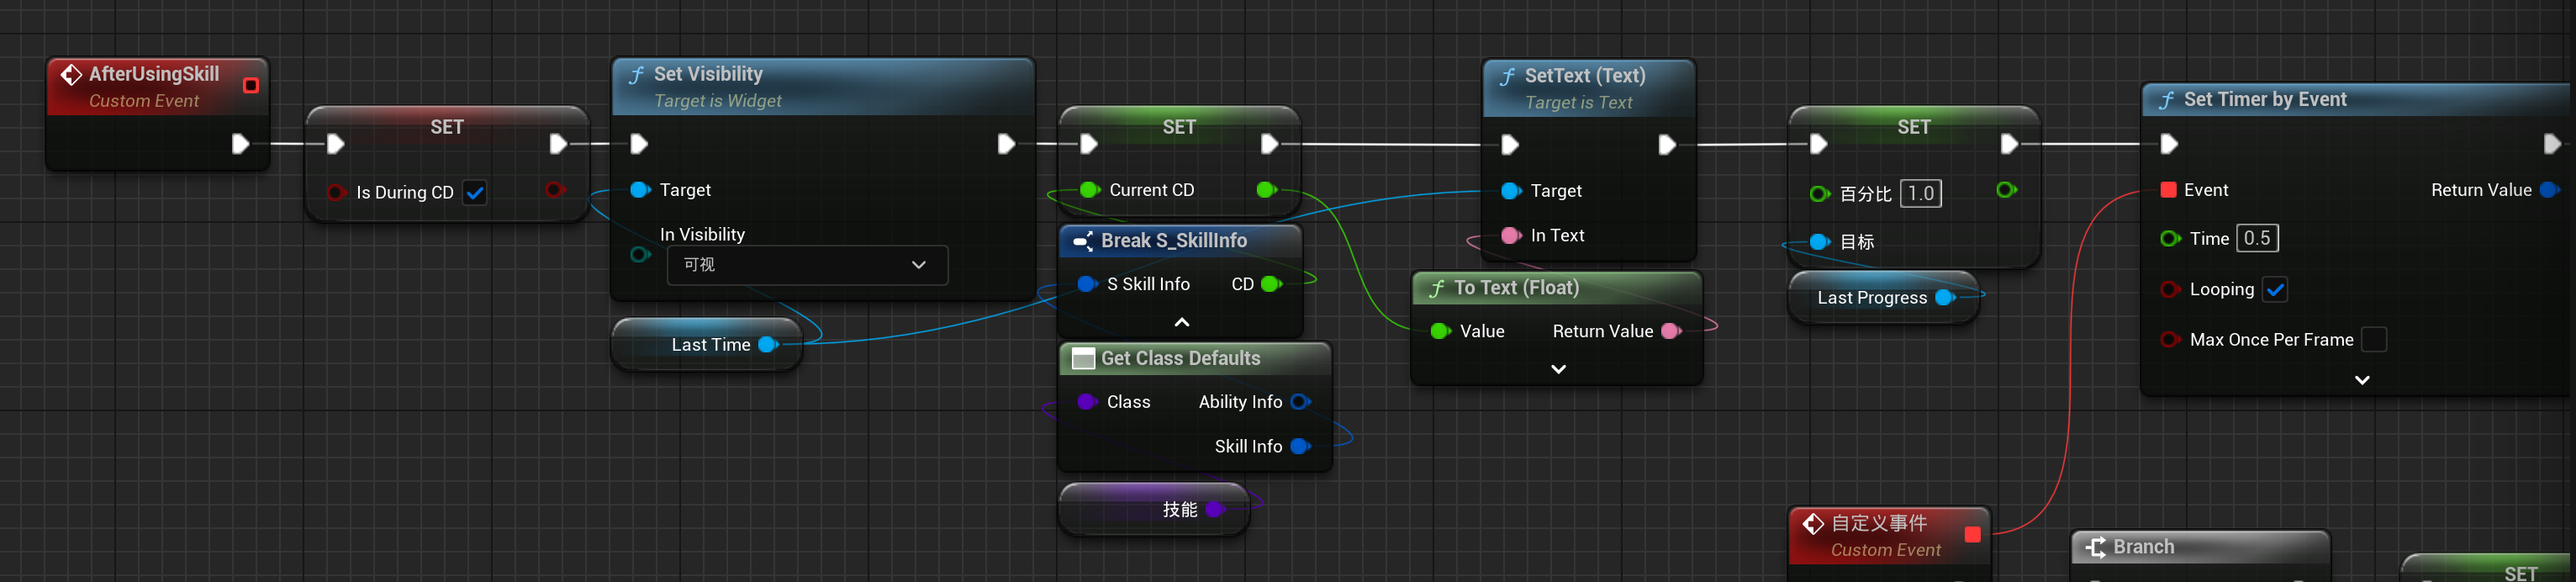 AfterUsingSkill
Custom Event
SET
Is During CD
Set Visibility
Target is Widget
Target
In Visibility
可视
Last Time
SET
Current CD
Break S_SkillInfo
S Skill Info CD
Get Class Defaults
Class Ability Info
Skill Info
技能
SetText (Text)
Target is Text
Target
In Text
To Text (Float)
Value Return Value
SET
百分比 1.0
目标
Last Progress
Set Timer by Event
Event Return Value
Time 0.5
Looping
Max Once Per Frame
自定义事件
Custom Event
Branch
SET